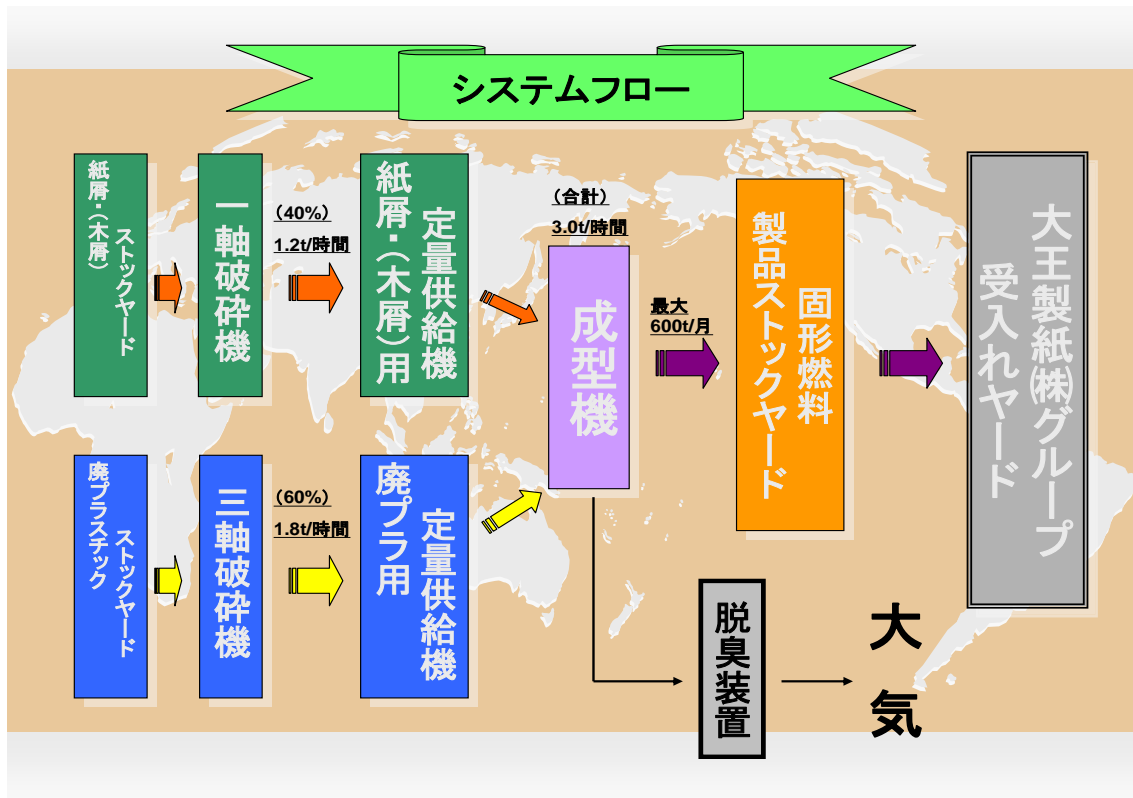 システムフロー
紙屑・(木屑)
ストックヤード
一軸破砕機
(40%)
1.2t/時間
紙屑・(木屑)用
定量供給機
(合計)
3.0t/時間
成型機
最大
600t/月
製品ストックヤード
固形燃料
大王製紙㈱グループ
受入れヤード
廃プラスチック
ストックヤード
三軸破砕機
(60%)
1.8t/時間
廃プラ用
定量供給機
脱臭装置
大気